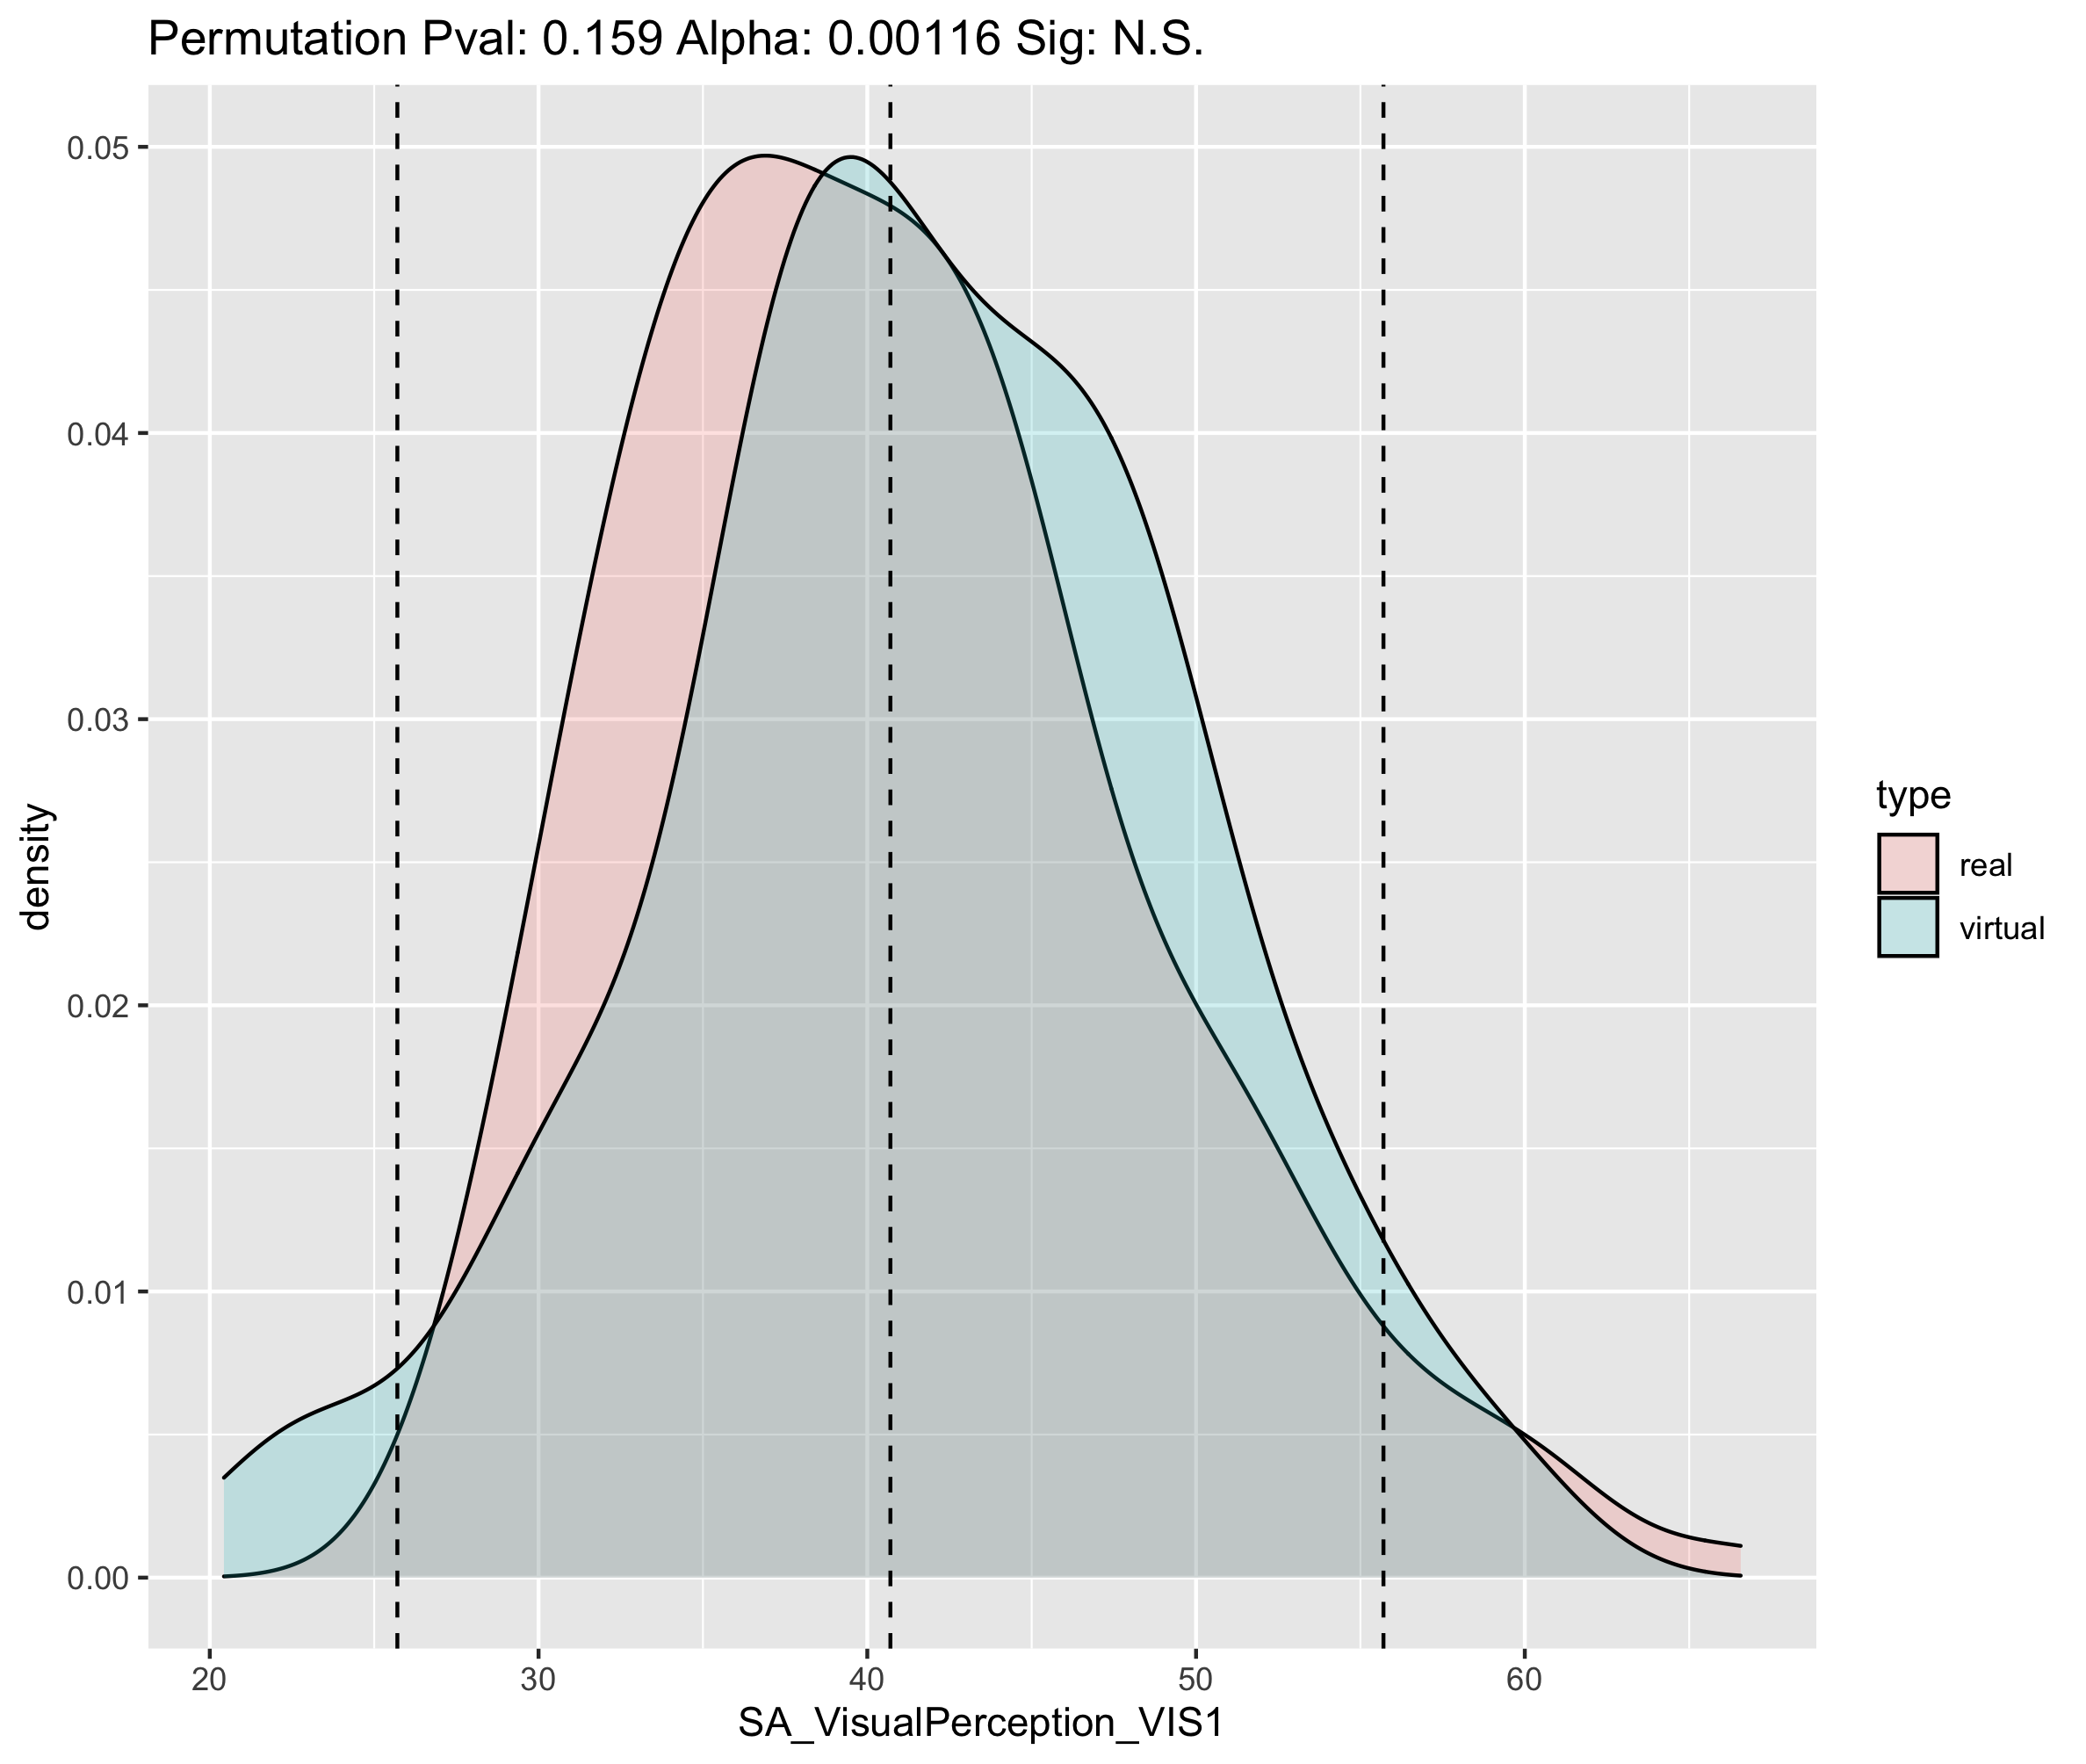 Permutation Pval: 0.159 Alpha: 0.00116 Sig: N.S.
0.05
0.04
0.03
0.02
0.01
0.00
density
20 30 40 50 60
SA_VisualPerception_VIS1
type
real
virtual